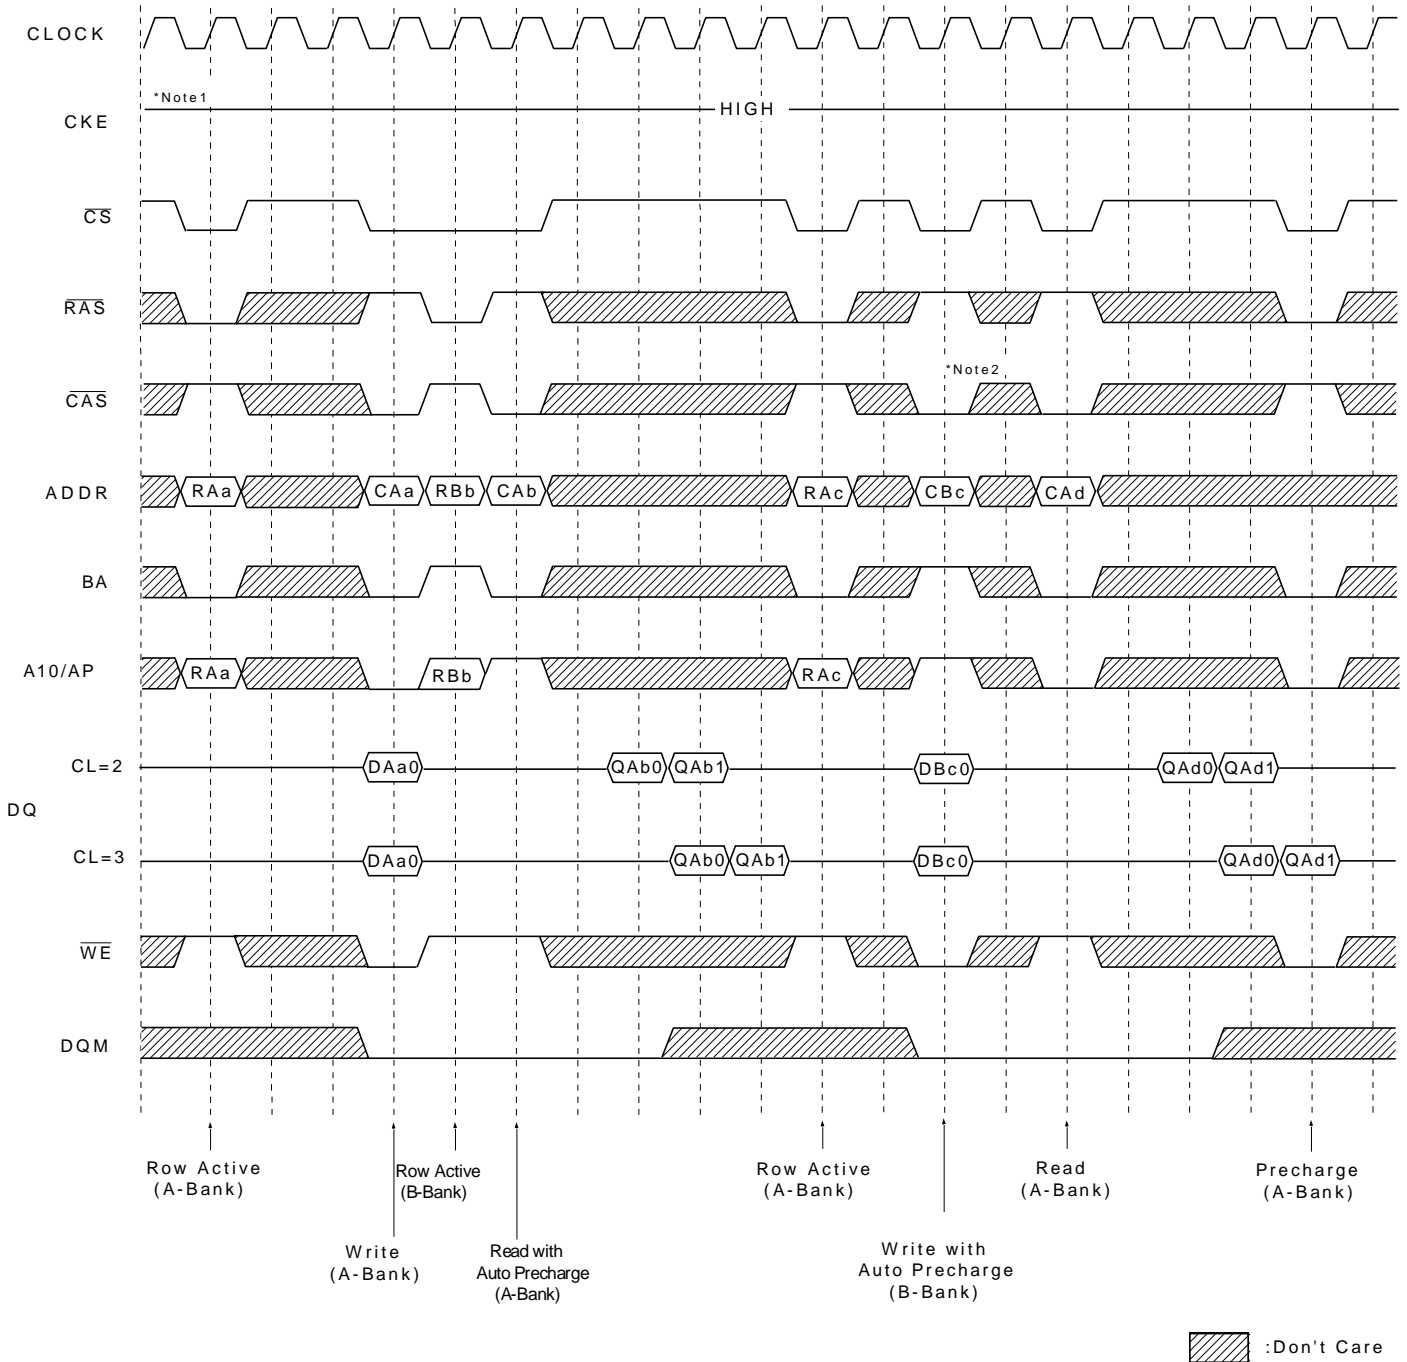 CLOCK
*Note1
HIGH
CKE
CS
RAS
*Note2
CAS
ADDR RAa CAa RBb CAb RAc CBc CAd
BA
A10/AP RAa RBb RAc
CL=2 DAa0 QAb0 QAb1 DBc0 QAd0 QAd1
DQ
CL=3 DAa0 QAb0 QAb1 DBc0 QAd0 QAd1
WE
DQM
Row Active
(A-Bank)
Row Active
(B-Bank)
Row Active
(A-Bank)
Read
(A-Bank)
Precharge
(A-Bank)
Write
(A-Bank)
Read with
Auto Precharge
(A-Bank)
Write with
Auto Precharge
(B-Bank)
:Don't Care